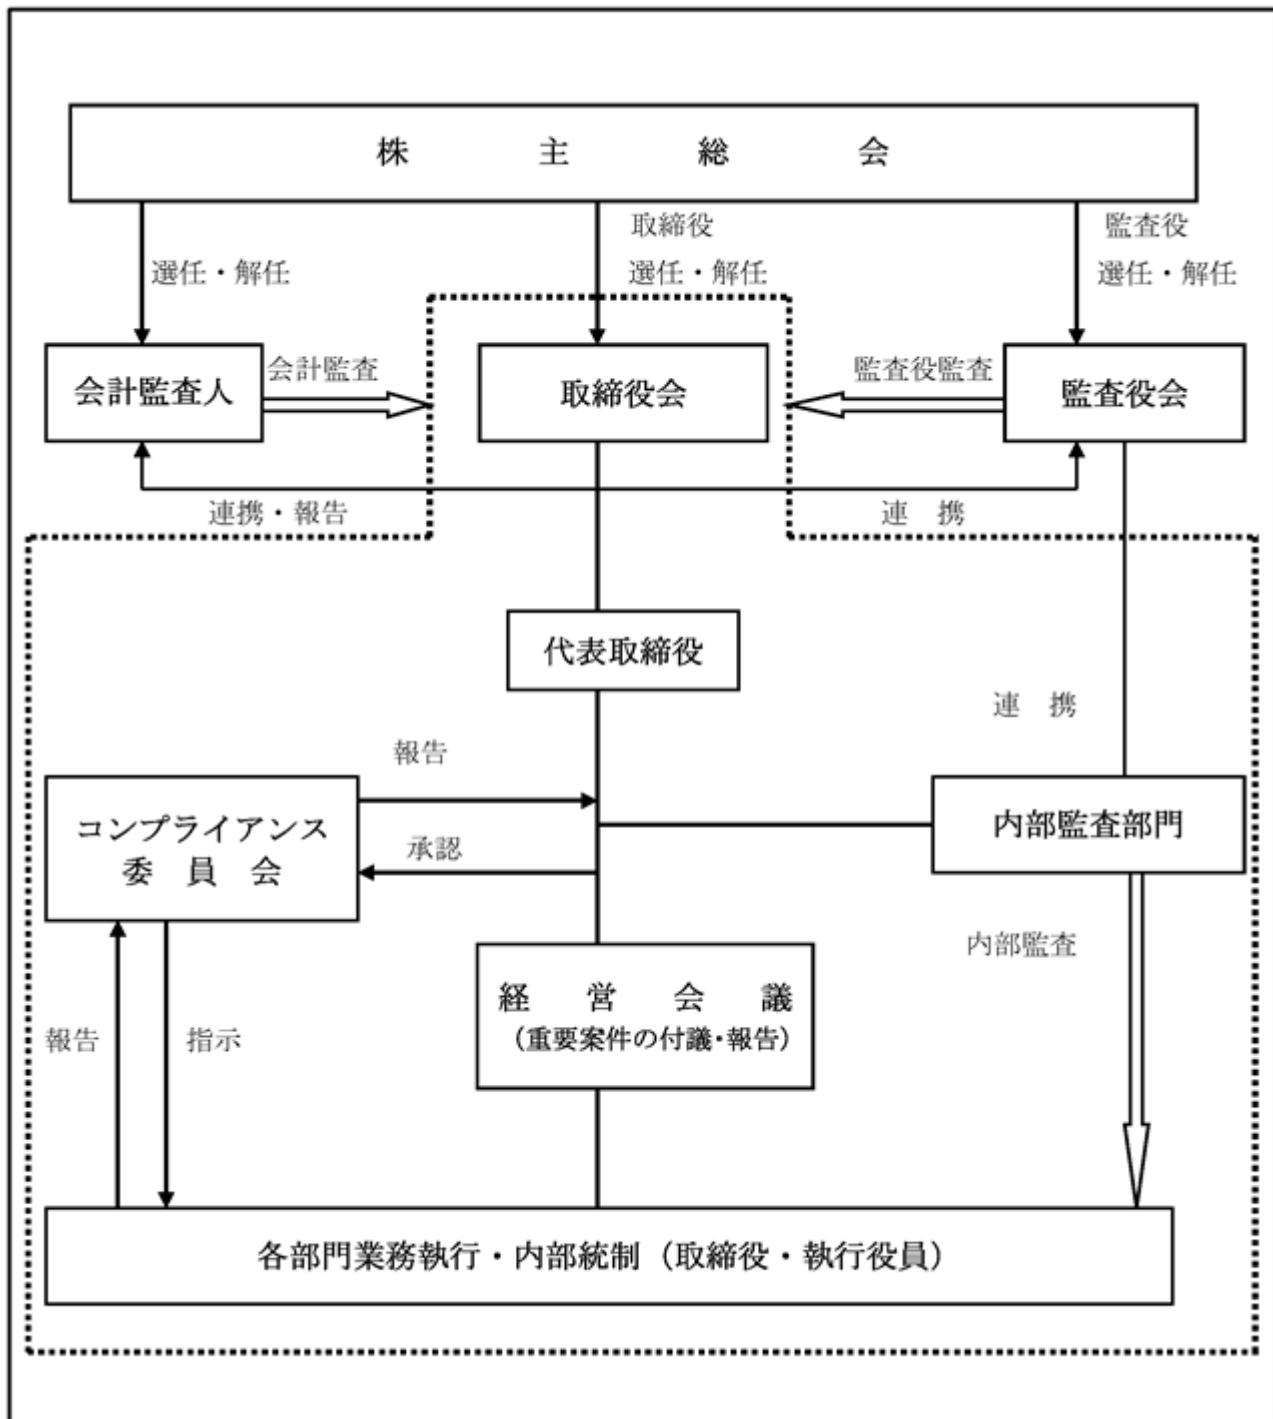 株主総会
取締役
監査役
選任・解任
選任・解任
選任・解任
会計監査人
会計監査
取締役会
監査役監査
監査役会
連携・報告
連 携
代表取締役
連 携
報告
コンプライアンス
委 員 会
承認
内部監査部門
内部監査
経 営 会 議
（重要案件の付議・報告）
報告
指示
各部門業務執行・内部統制（取締役・執行役員）